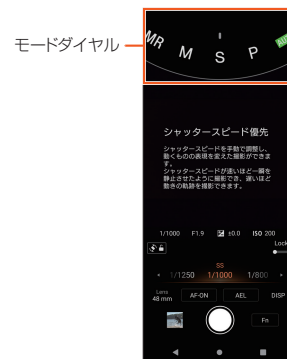 モードダイヤル
MR M S P AUTO
シャッタースピード優先
シャッタースピードを手動で調整し、
動くものの表現を変えた撮影ができま
す。
シャッタースピードが速いほど一瞬を
静止させたように撮影でき、遅いほど
動きの軌跡を撮影できます。
1/1000 F1.9 ±0.0 ISO 200
Lock
SS
1/1250 1/1000 1/800
Lens
48 mm AF-ON AEL DISP
Fn